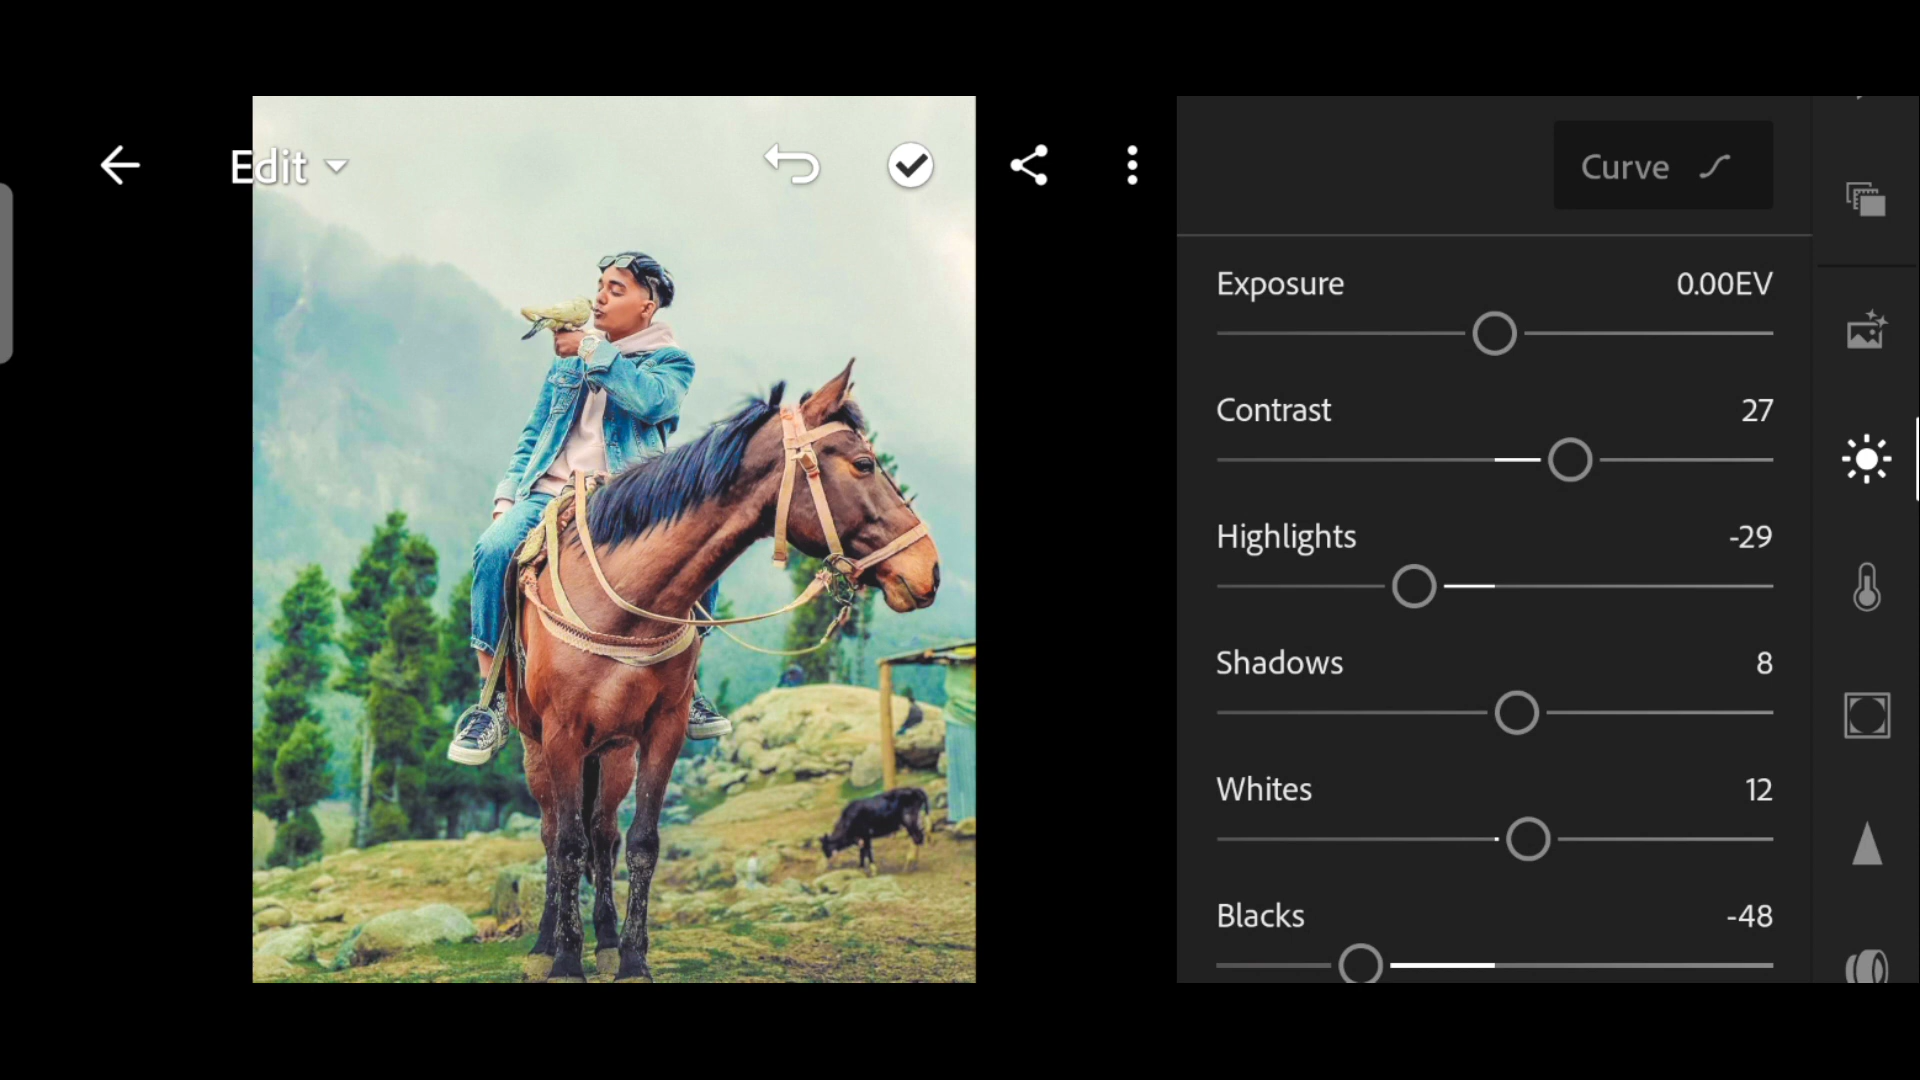 Edit
Curve
Exposure 0.00EV
Contrast 27
Highlights -29
Shadows 8
Whites 12
Blacks -48